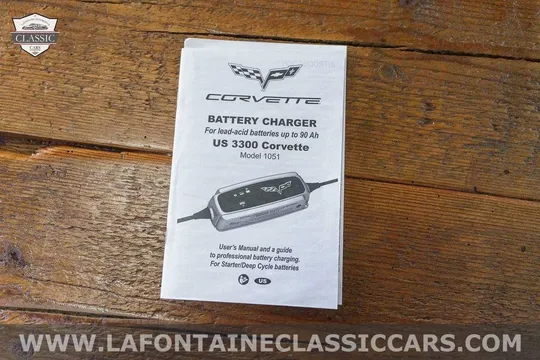 CLASSIC
CARS
CORVETTE
BATTERY CHARGER
For lead-acid batteries up to 90 Ah
US 3300 Corvette
Model 1051
User's Manual and a guide
to professional battery charging.
For Starter/Deep Cycle batteries
US
WWW.LAFONTAINECLASSICCARS.COM